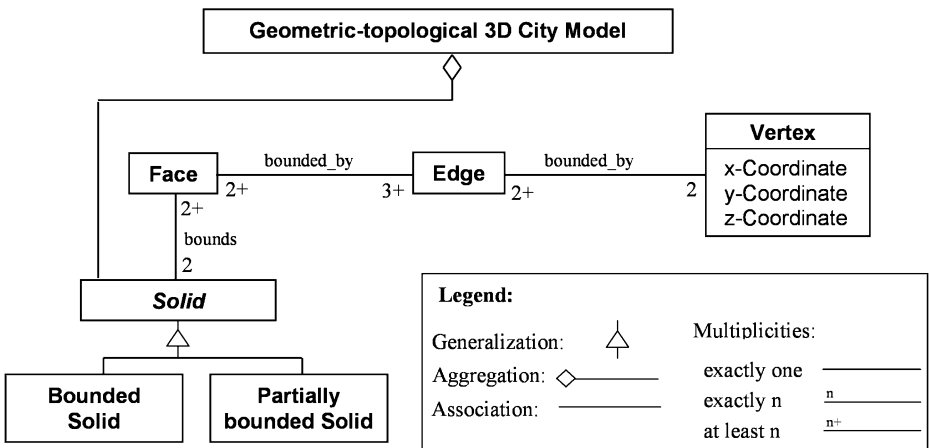 Geometric-topological 3D City Model
Face
bounded_by
2+
3+
Edge
bounded_by
2+
2
Vertex
x-Coordinate
y-Coordinate
z-Coordinate
2+
bounds
2
Solid
Bounded
Solid
Partially
bounded Solid
Legend:
Generalization:
Aggregation:
Association:
Multiplicities:
exactly one
exactly n
n
at least n
n+